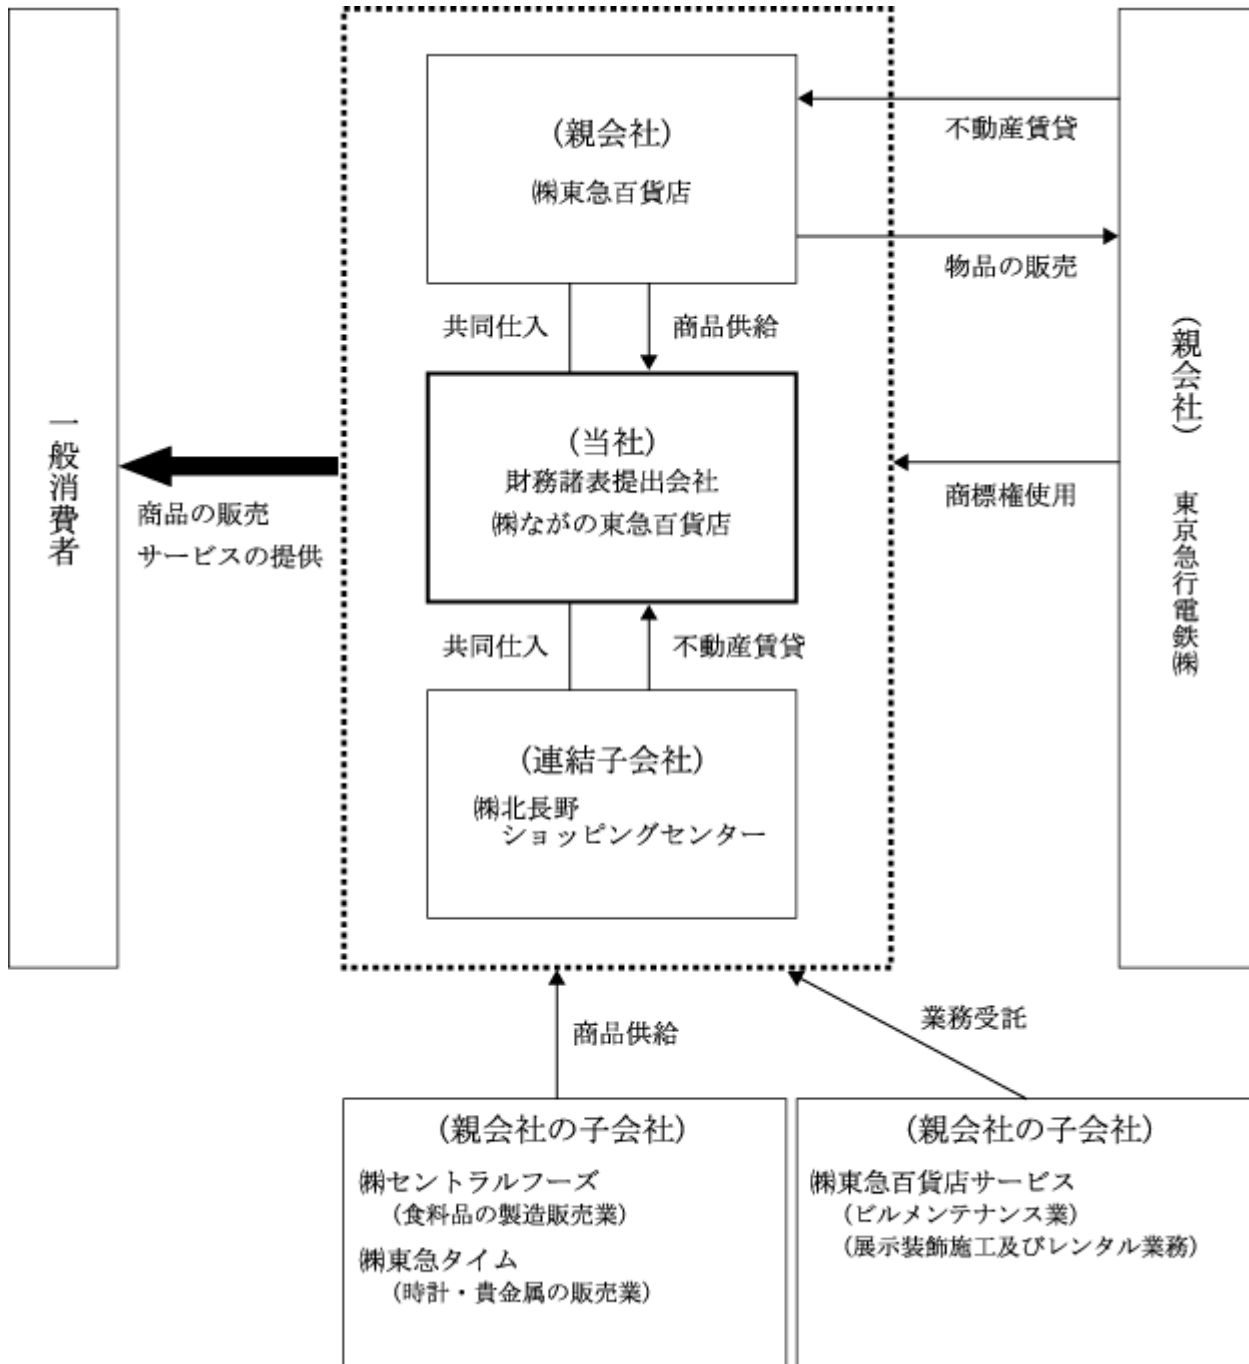 (親会社)
㈱東急百貨店
不動産賃貸
物品の販売
共同仕入
商品供給
(親会社) 東京急行電鉄㈱
一般消費者
(当社)
財務諸表提出会社
㈱ながの東急百貨店
商標権使用
商品の販売
サービスの提供
共同仕入
不動産賃貸
(連結子会社)
㈱北長野
ショッピングセンター
商品供給
業務受託
(親会社の子会社)
㈱セントラルフーズ
(食料品の製造販売業)
㈱東急タイム
(時計・貴金属の販売業)
(親会社の子会社)
㈱東急百貨店サービス
(ビルメンテナンス業)
(展示装飾施工及びレンタル業務)